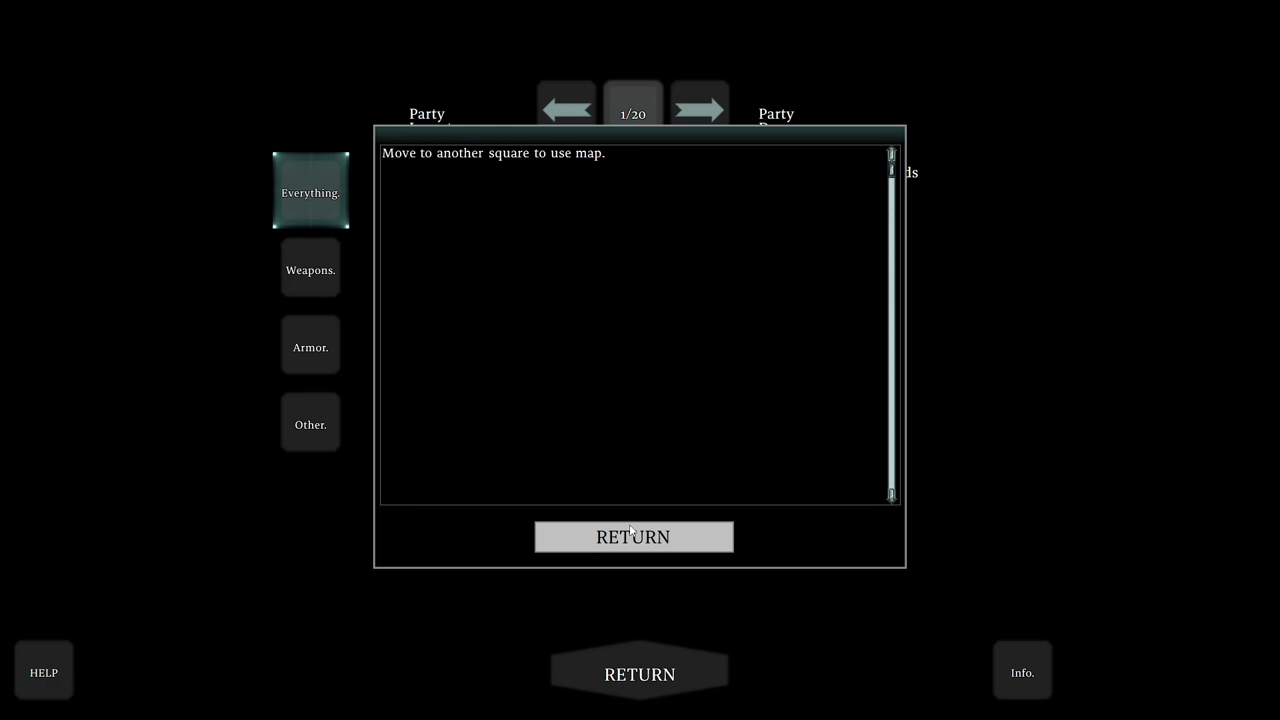 Party
1/20
Party
Move to another square to use map.
ds
Everything.
Weapons.
Armor.
Other.
RETURN
HELP
RETURN
Info.